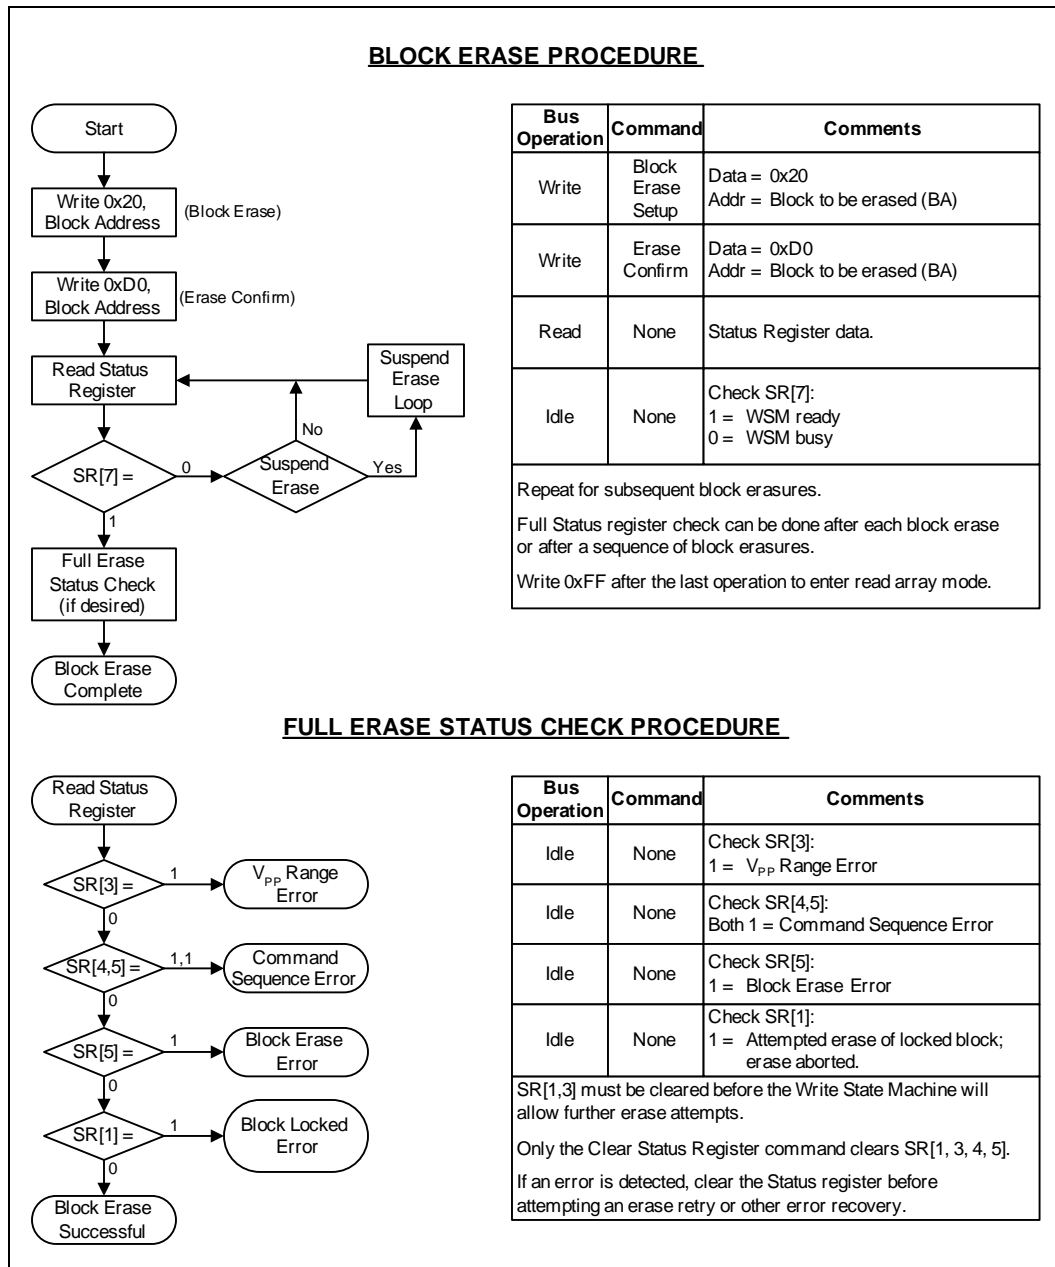 BLOCK ERASE PROCEDURE
Start
Write 0x20,
Block Address
(Block Erase)
Write 0xD0,
Block Address
(Erase Confirm)
Read Status
Register
Suspend
Erase
Loop
No
SR[7] =
0
Suspend
Erase
Yes
1
Full Erase
Status Check
(if desired)
Block Erase
Complete
Bus
Operation
Command
Comments
Write
Block
Erase
Setup
Data = 0x20
Addr = Block to be erased (BA)
Write
Erase
Confirm
Data = 0xD0
Addr = Block to be erased (BA)
Read
None
Status Register data.
Idle
None
Check SR[7]:
1 = WSM ready
0 = WSM busy
Repeat for subsequent block erasures.
Full Status register check can be done after each block erase
or after a sequence of block erasures.
Write 0xFF after the last operation to enter read array mode.
FULL ERASE STATUS CHECK PROCEDURE
Read Status
Register
SR[3] =
1
VPP Range
Error
0
SR[4,5] =
1,1
Command
Sequence Error
0
SR[5] =
1
Block Erase
Error
0
SR[1] =
1
Block Locked
Error
0
Block Erase
Successful
Bus
Operation
Command
Comments
Idle
None
Check SR[3]:
1 = VPP Range Error
Idle
None
Check SR[4,5]:
Both 1 = Command Sequence Error
Idle
None
Check SR[5]:
1 = Block Erase Error
Idle
None
Check SR[1]:
1 = Attempted erase of locked block;
erase aborted.
SR[1,3] must be cleared before the Write State Machine will
allow further erase attempts.
Only the Clear Status Register command clears SR[1, 3, 4, 5].
If an error is detected, clear the Status register before
attempting an erase retry or other error recovery.